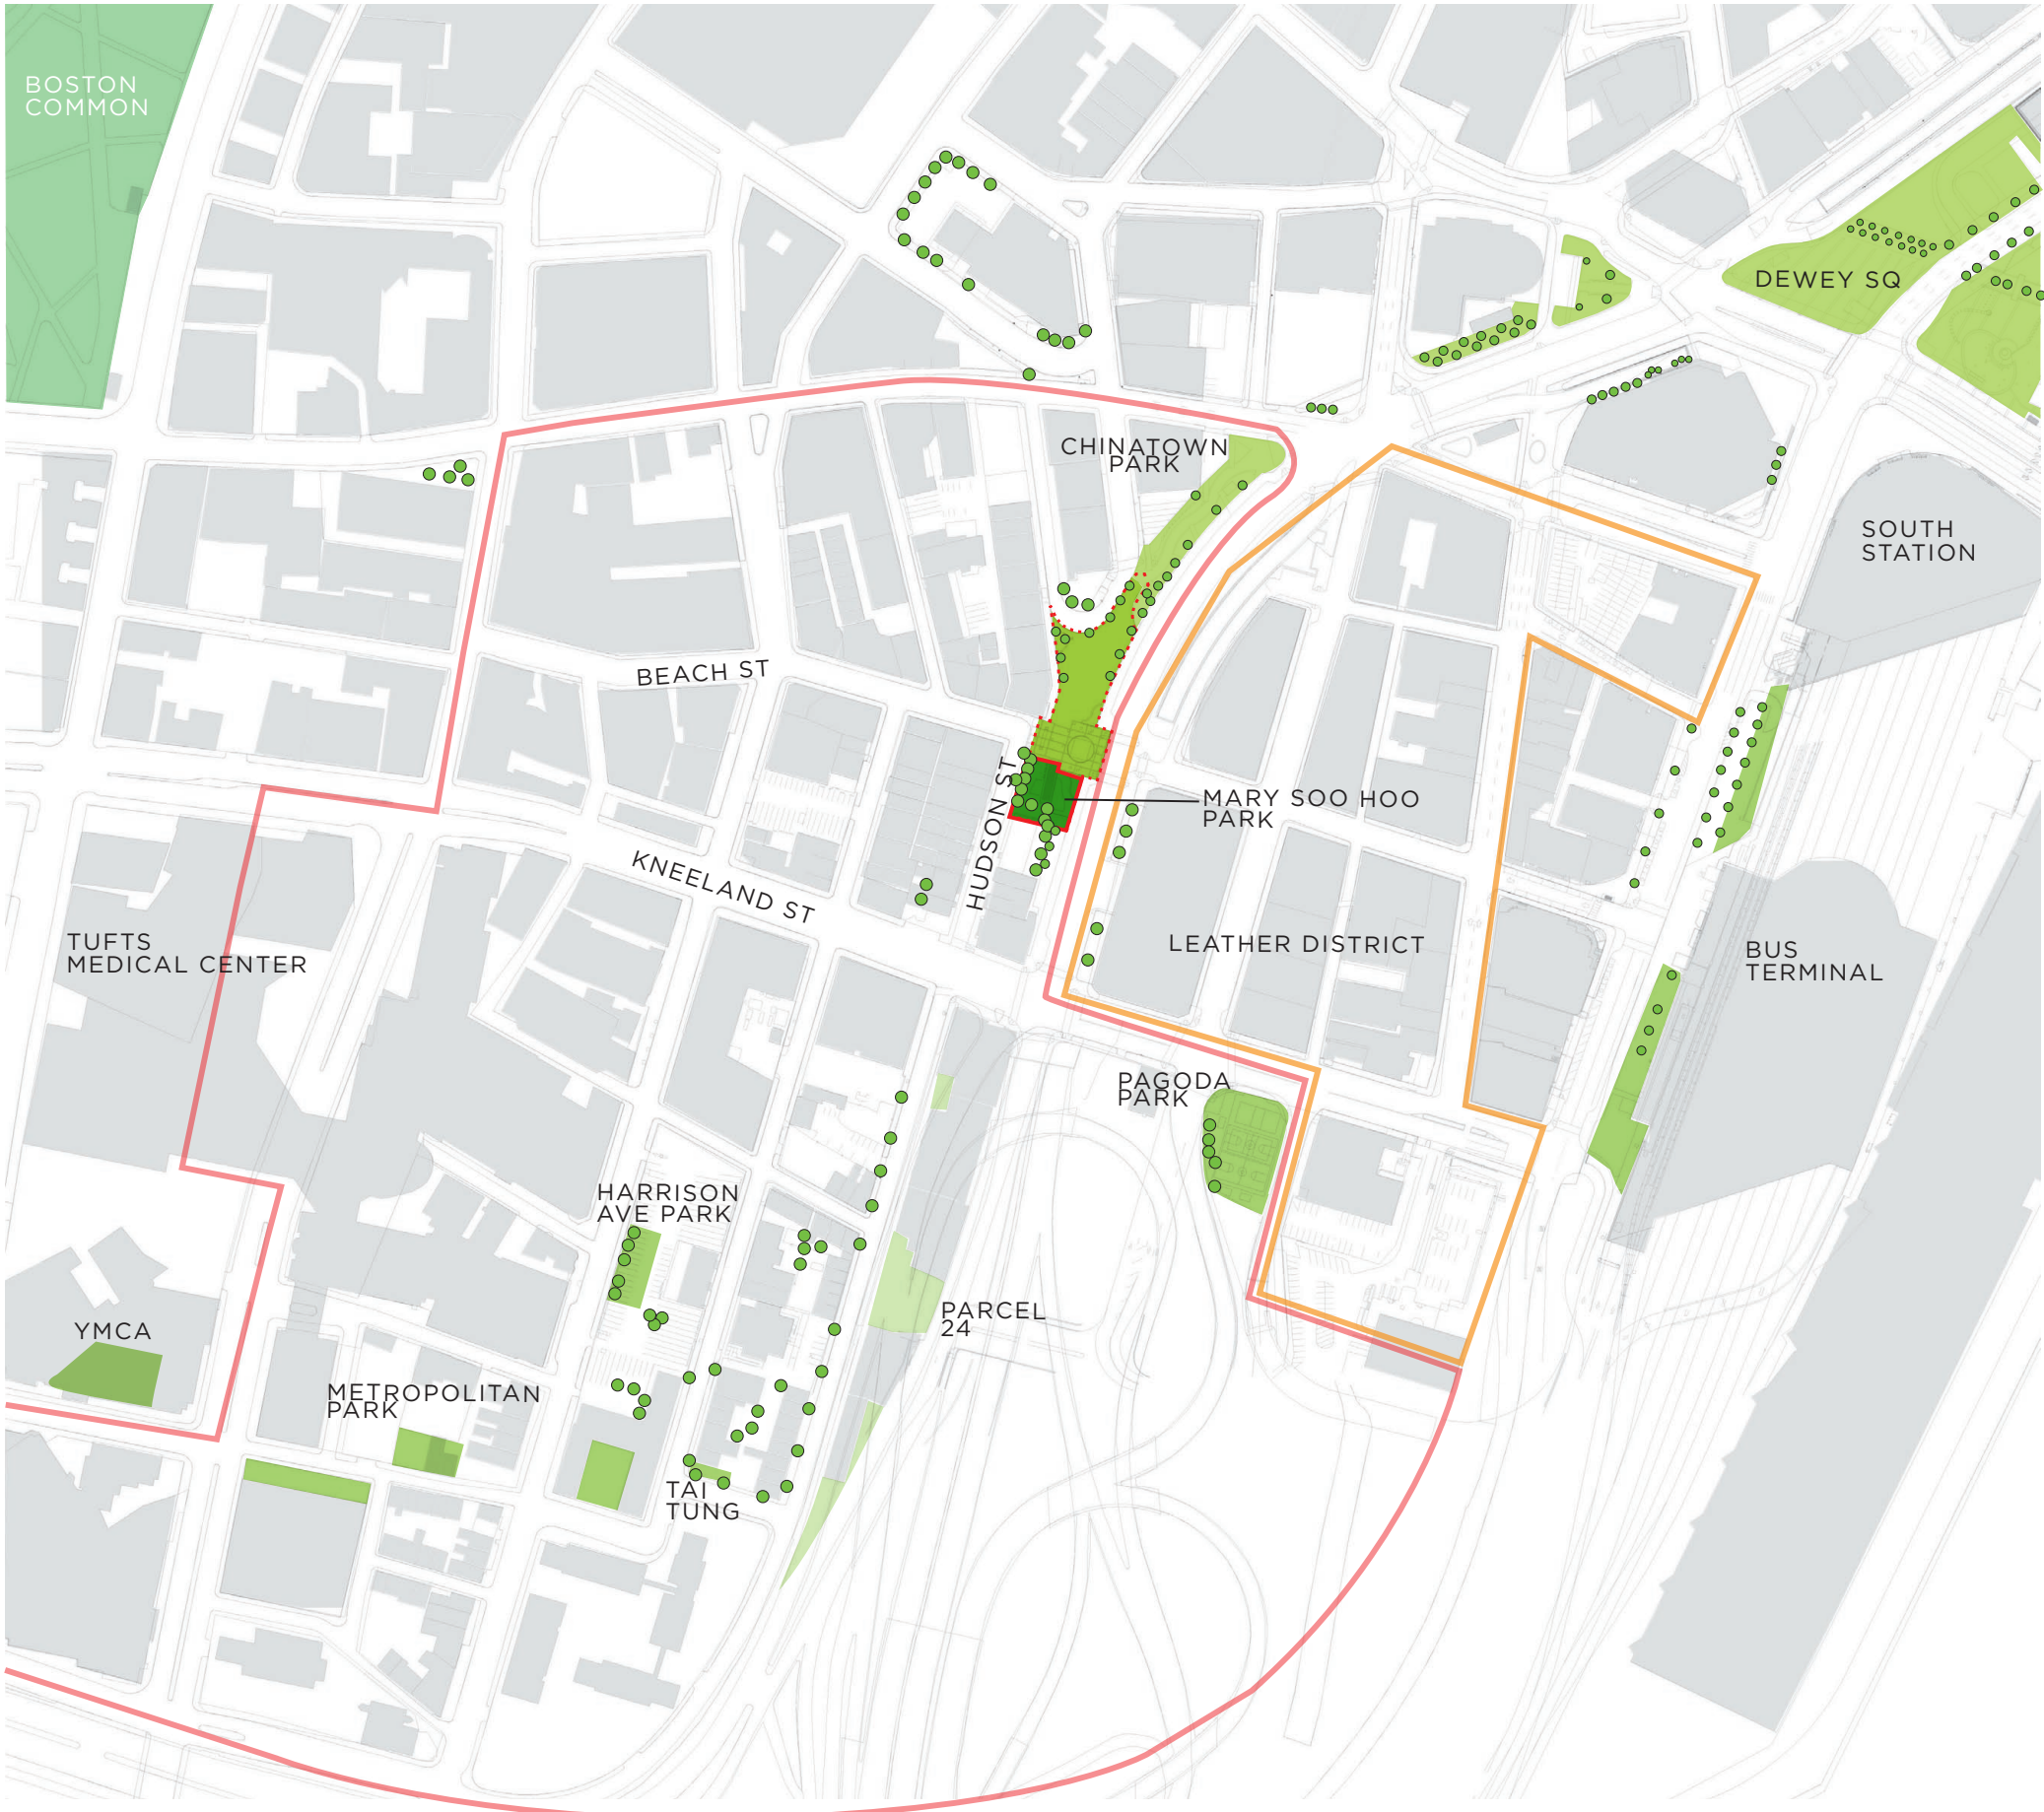 BOSTON
COMMON
DEWEY SQ
CHINATOWN
PARK
SOUTH
STATION
BEACH ST
HUDSON ST
MARY SOO HOO
PARK
KNEELAND ST
TUFTS
MEDICAL CENTER
LEATHER DISTRICT
BUS
TERMINAL
PAGODA
PARK
HARRISON
AVE PARK
PARCEL
24
YMCA
METROPOLITAN
PARK
TAI
TUNG